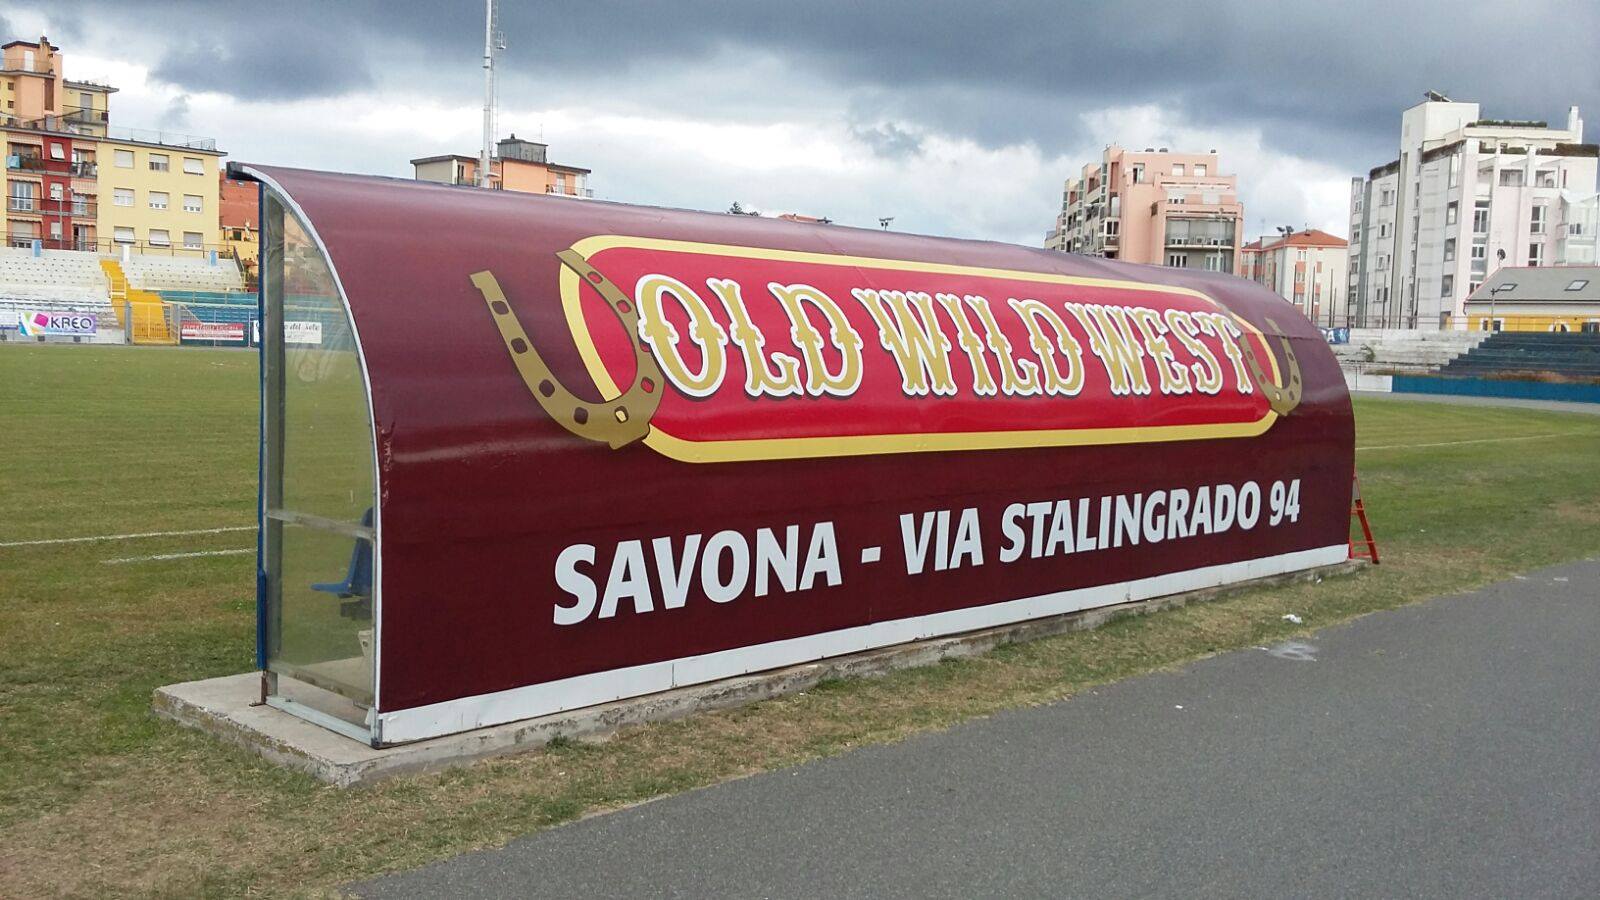 OLD WILD WEST
SAVONA - VIA STALINGRADO 94
KREO